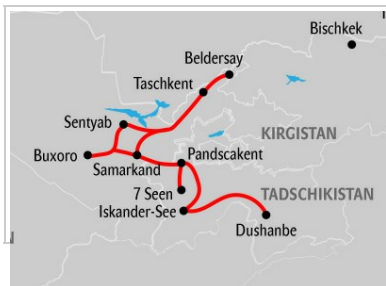 Bischkek
Beldersay
Taschkent
Sentyab
KIRGISTAN
Buxoro
Pandscakent
Samarkand
7 Seen
TADSCHIKISTAN
Iskander-See
Dushanbe